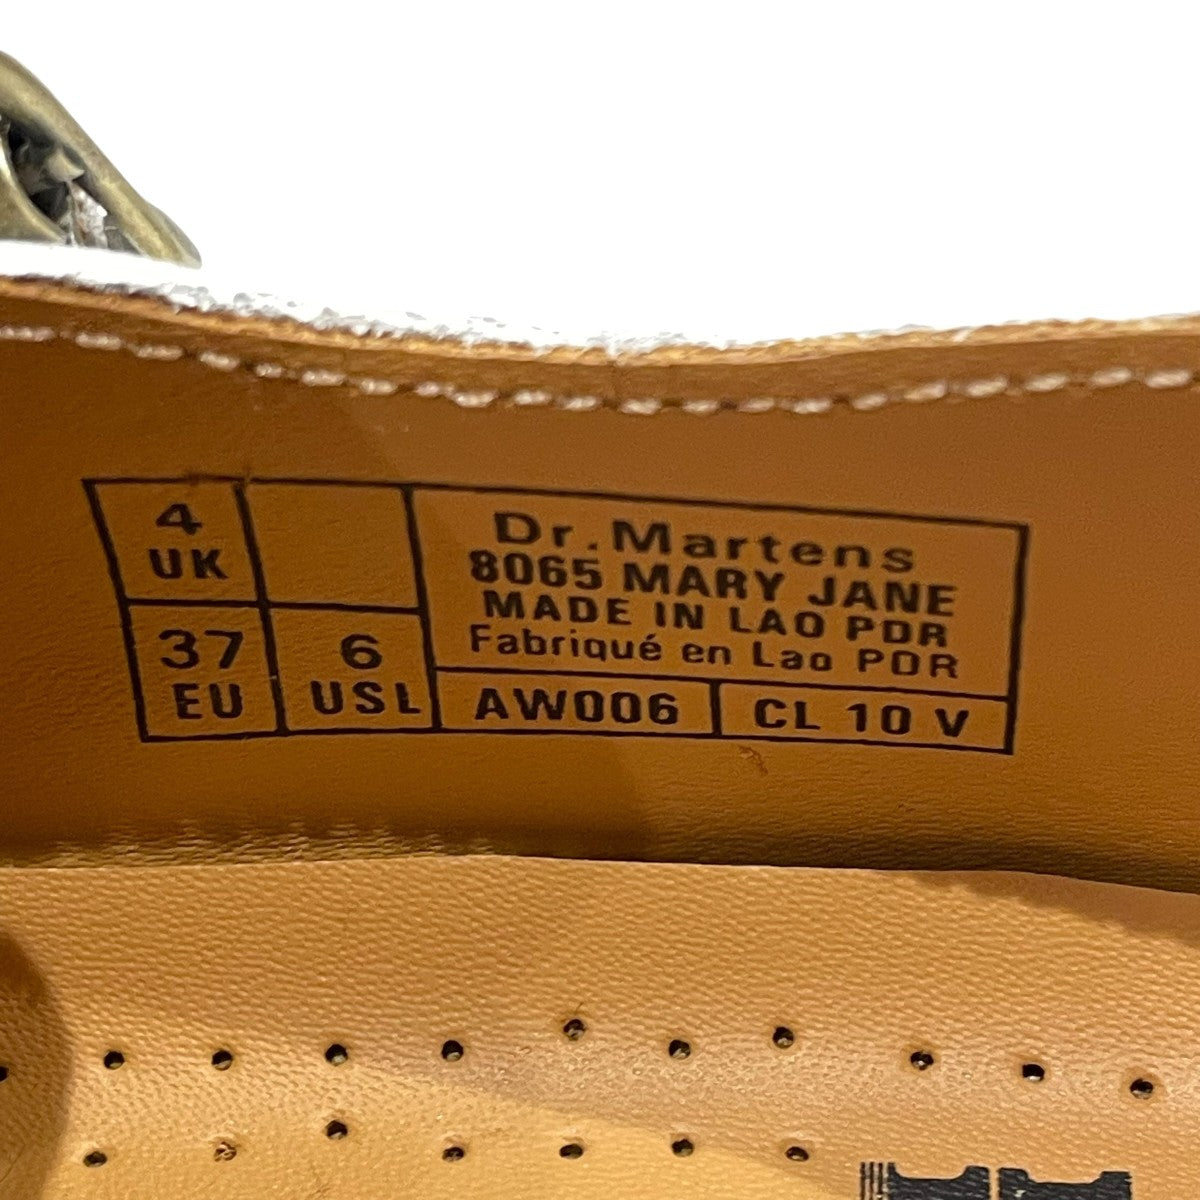 4
UK
37
EU
6
USL
Dr.Martens
8065 MARY JANE
MADE IN LAO PDR
Fabriqué en Lao PDR
AW006
CL 10 V